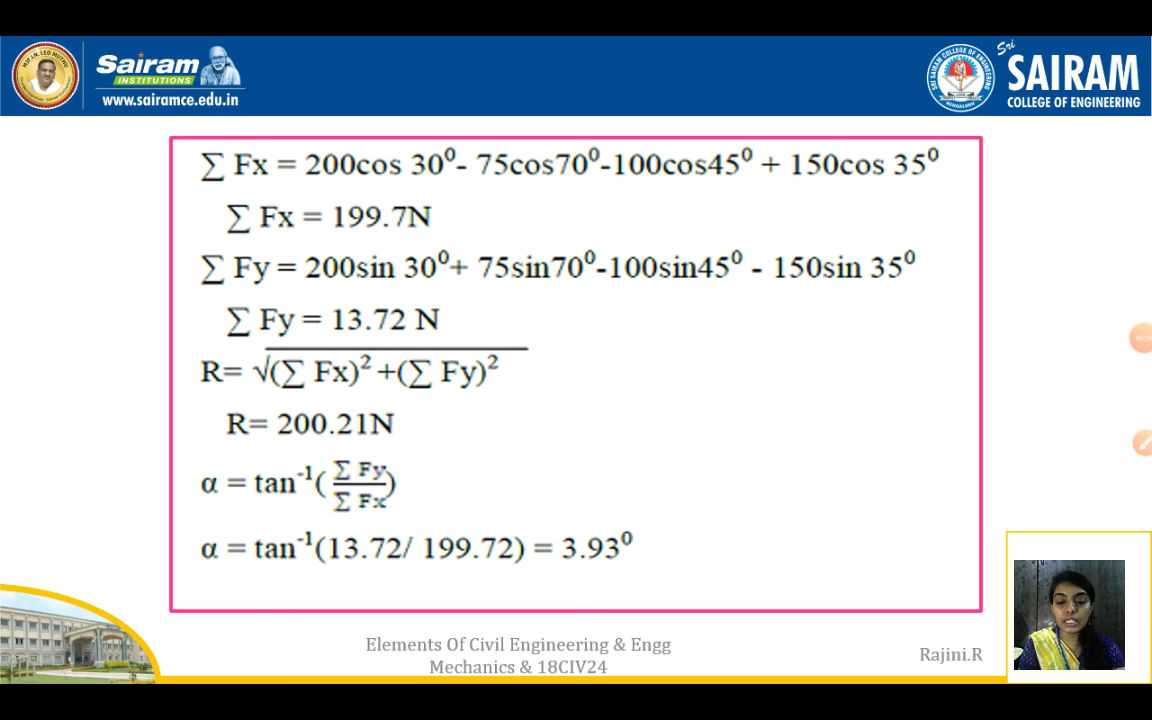 Sairam
INSTITUTIONS
www.sairamce.edu.in
Sri
SAIRAM
COLLEGE OF ENGINEERING
∑ Fx = 200cos 30⁰- 75cos70⁰-100cos45⁰ + 150cos 35⁰
∑ Fx = 199.7N
∑ Fy = 200sin 30⁰+ 75sin70⁰-100sin45⁰ - 150sin 35⁰
∑ Fy = 13.72 N
R= √(∑ Fx)² +(∑ Fy)²
R= 200.21N
α = tan⁻¹(∑ Fy/∑ Fx)
α = tan⁻¹(13.72/ 199.72) = 3.93⁰
Elements Of Civil Engineering & Engg
Mechanics & 18CIV24
Rajini.R